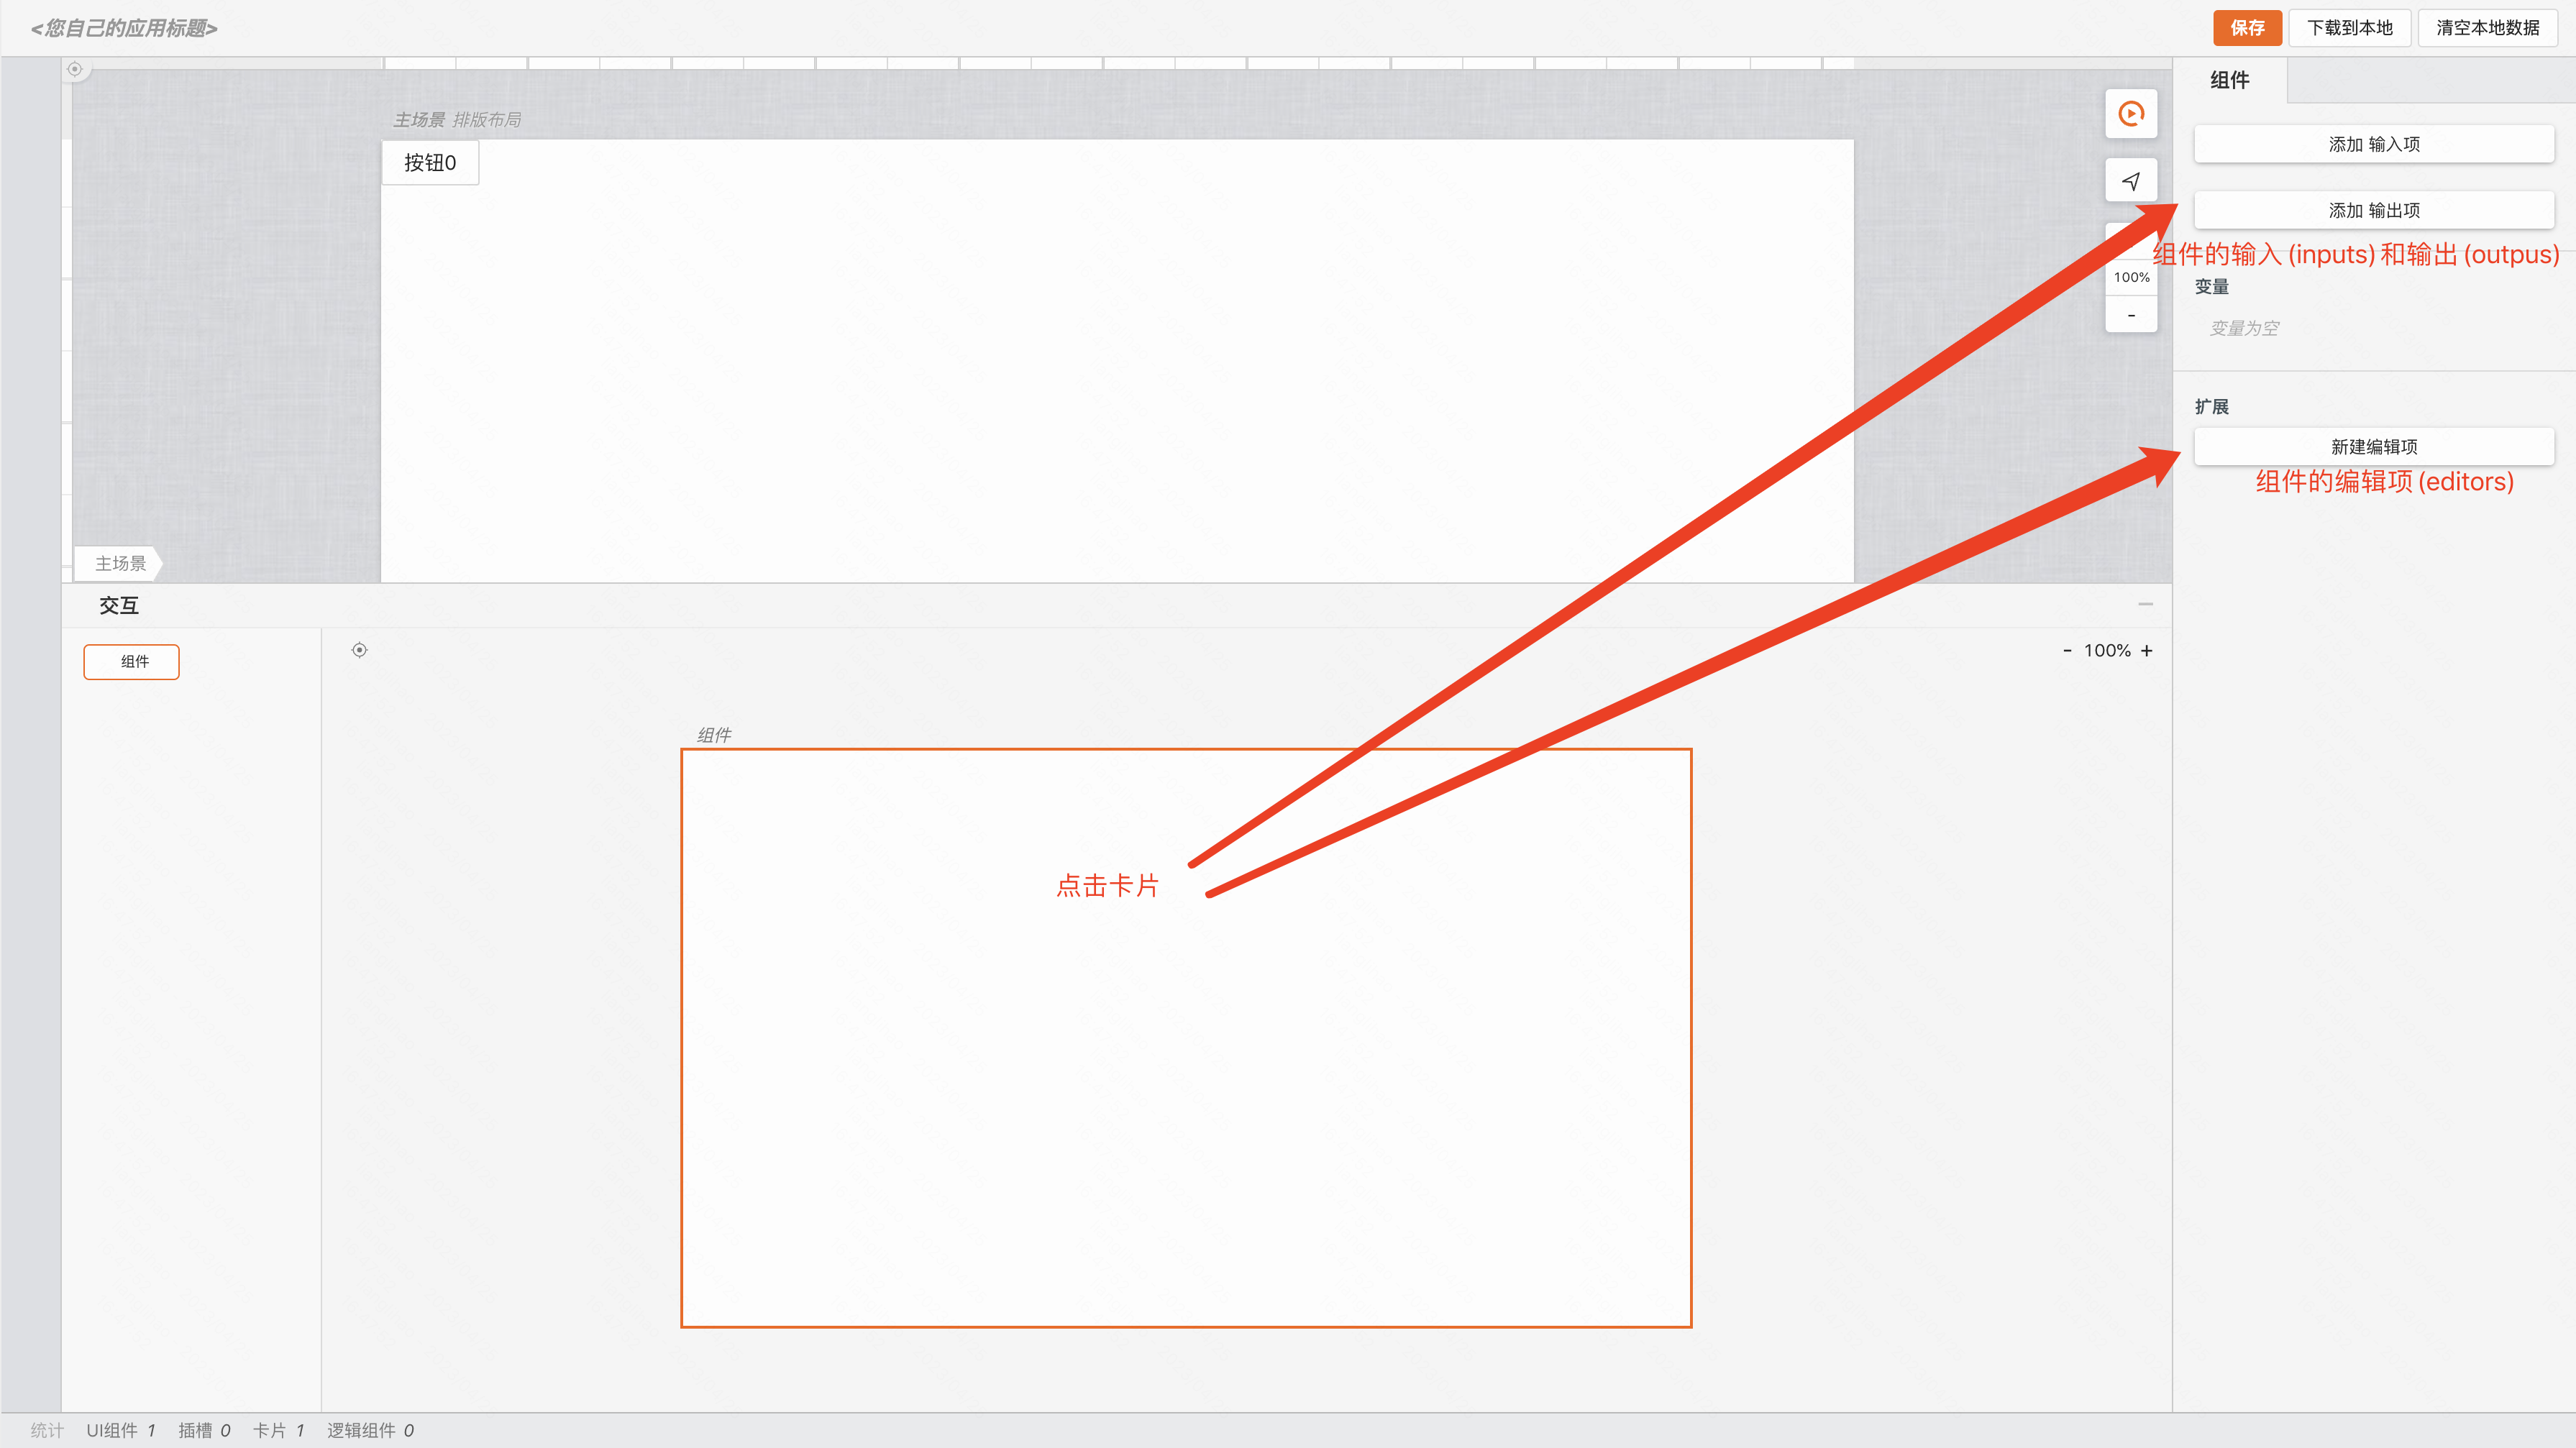 <您自己的应用标题>
保存
下载到本地
清空本地数据
组件
添加 输入项
主场景 排版布局
按钮0
添加 输出项
组件的输入 (inputs) 和输出 (outpus)
100%
-
变量
变量为空
扩展
新建编辑项
组件的编辑项 (editors)
主场景
交互
组件
- 100% +
组件
点击卡片
统计 UI组件 1 插槽 0 卡片 1 逻辑组件 0